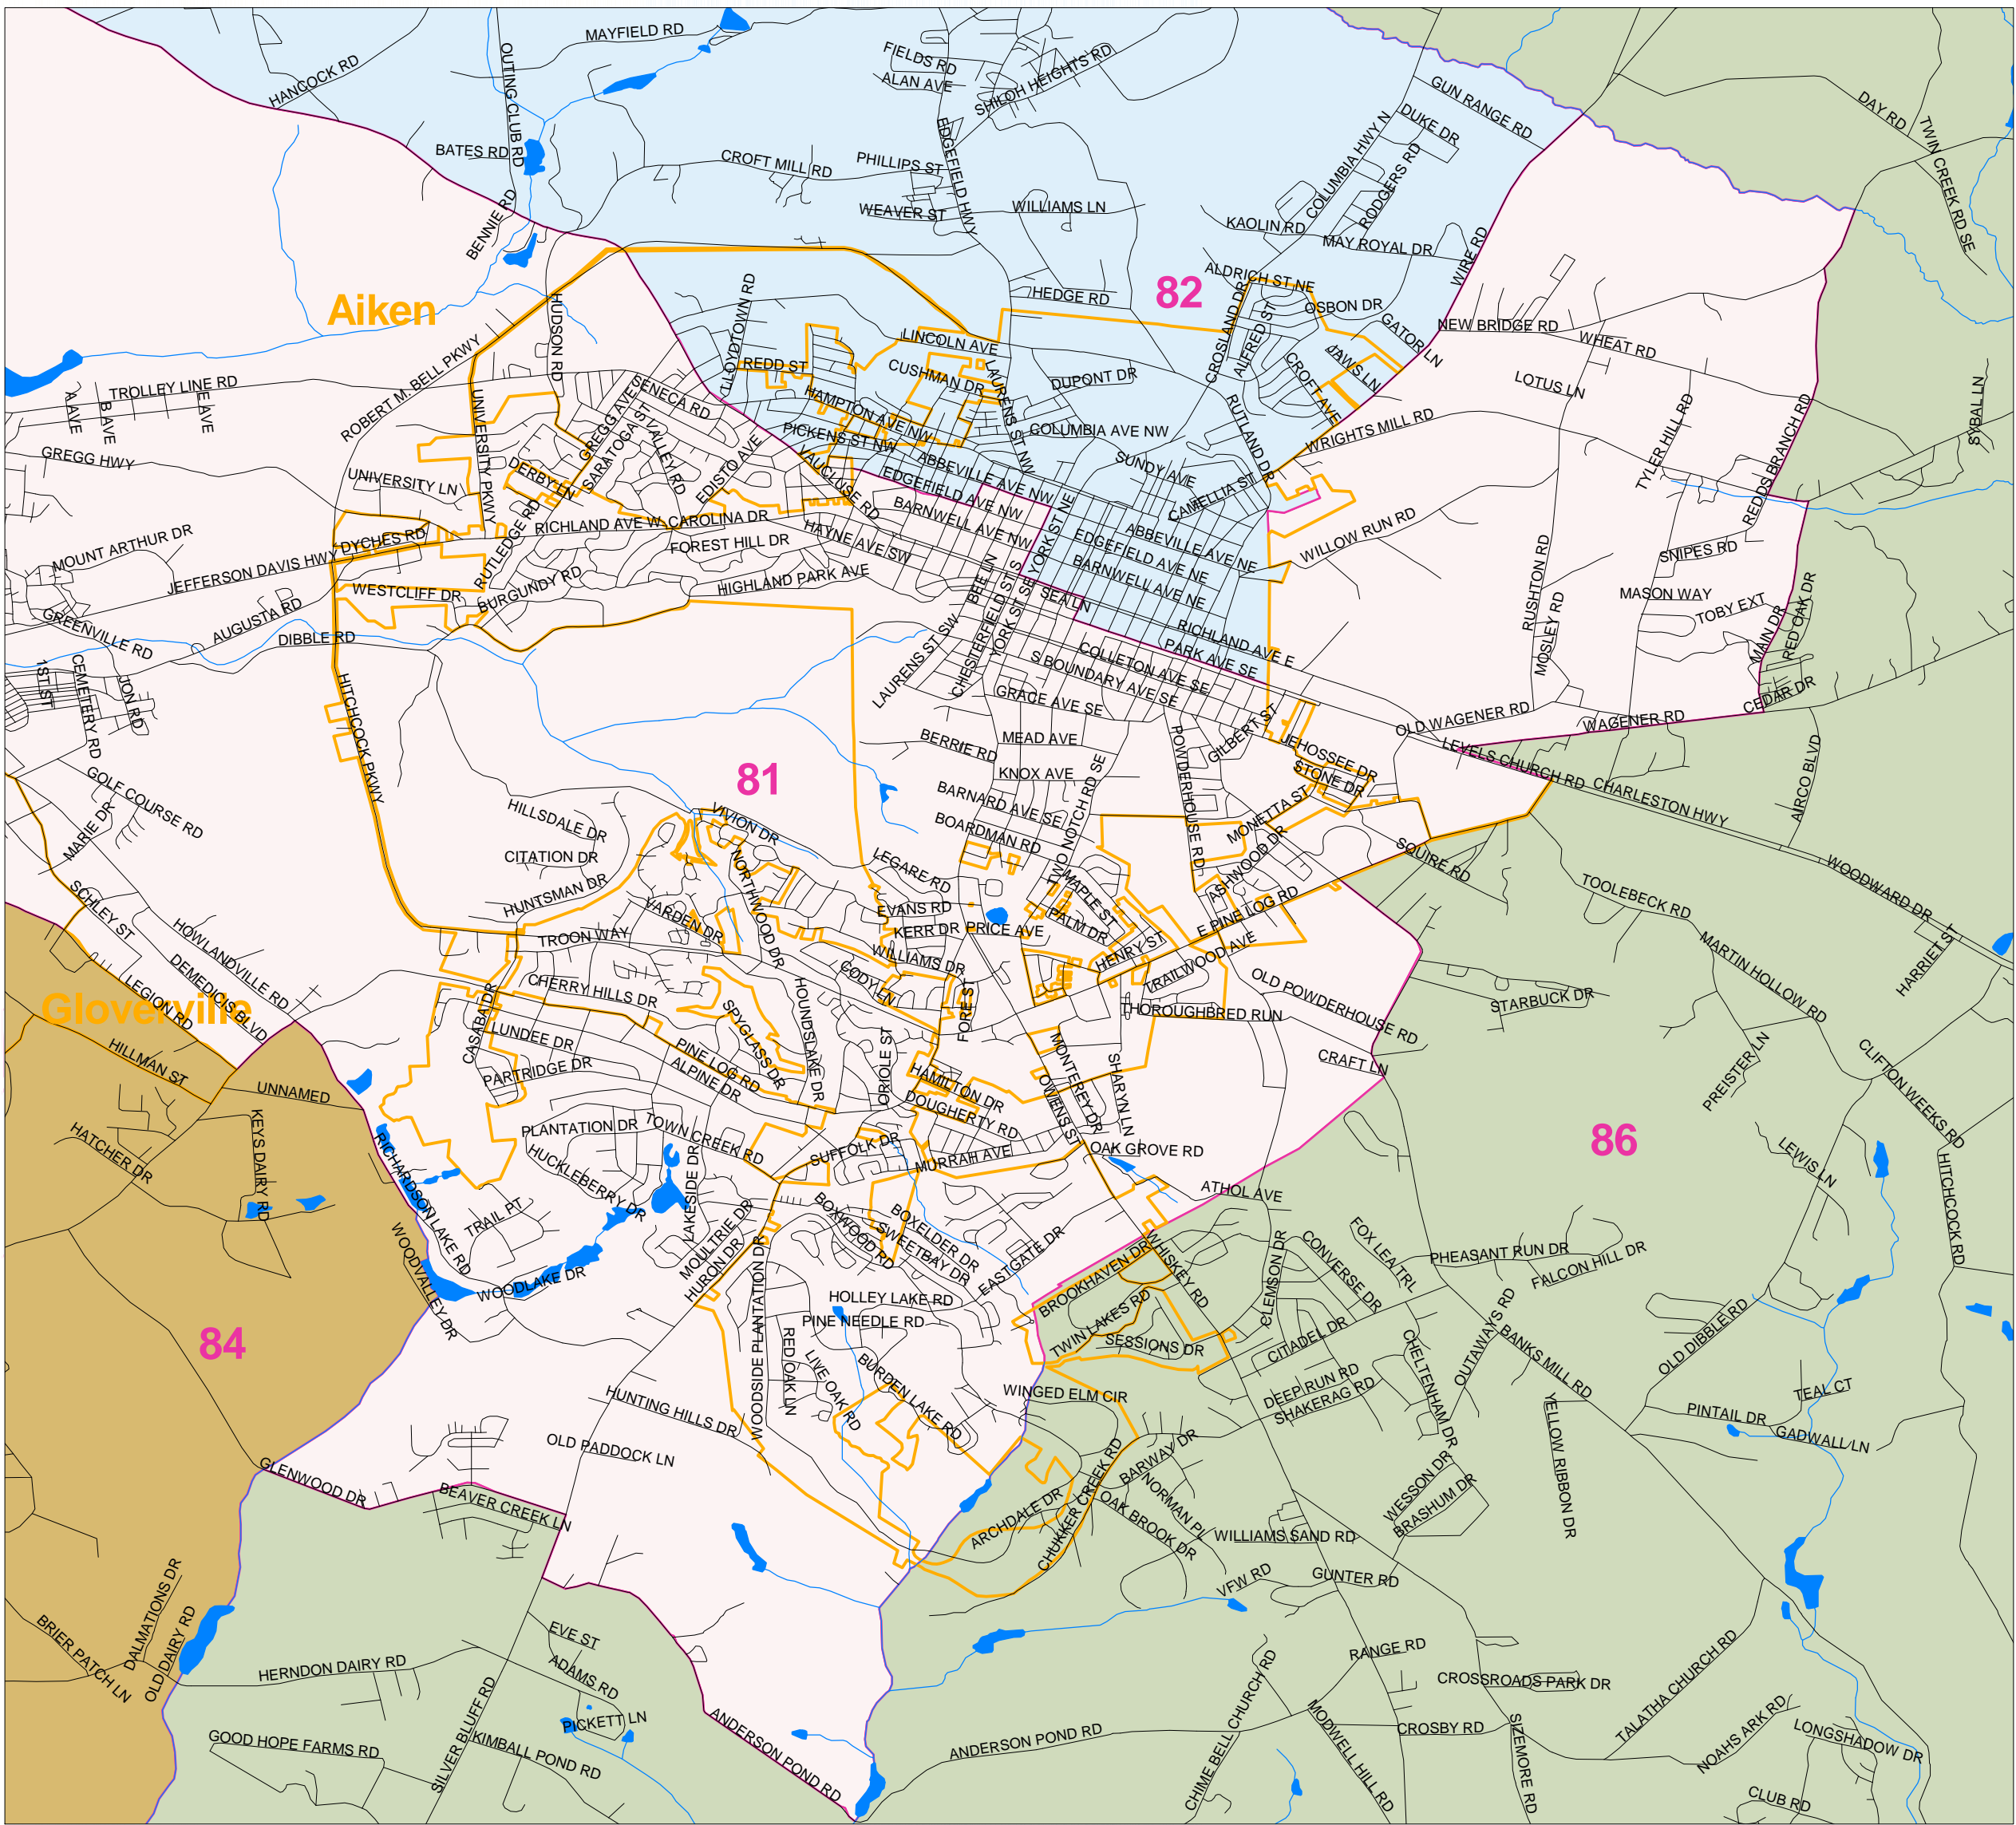 MAYFIELD RD
OUTING CLUB RD
HANCOCK RD
FIELDS RD
ALAN AVE
SHILOH HEIGHTS RD
EDGEFIELD HWY
GUN RANGE RD
DUKE DR
COLUMBIA HWY N
RODGERS RD
DAY RD
TWIN CREEK RD SE
BATES RD
CROFT MILL RD
PHILLIPS ST
WEAVER ST
WILLIAMS LN
BENNIE RD
KAOLIN RD
MAY ROYAL DR
WIRE RD
Aiken
82
ALDRICH ST NE
OSBON DR
HEDGE RD
GATOR LN
JAWS LN
CROSLAND DR
ALFRED ST
CROFT AVE
NEW BRIDGE RD
WHEAT RD
LOTUS LN
HUDSON RD
LLOYDTOWN RD
ROBERT M. BELL PKWY
LINCOLN AVE
REDD ST
CUSHMAN DR
LAURENS ST NW
DUPONT DR
RUTLAND DR
TROLLEY LINE RD
A AVE
B AVE
E AVE
UNIVERSITY PKWY
SENECA RD
GREGG AVE
SARATOGA ST
VALLEY RD
EDISTO AVE
HAMPTON AVE NW
PICKENS ST NW
COLUMBIA AVE NW
WRIGHTS MILL RD
TYLER HILL RD
REDDS BRANCH RD
SYBAL LN
GREGG HWY
UNIVERSITY LN
DERBY LN
VAUCLUSE RD
ABBEVILLE AVE NW
EDGEFIELD AVE NW
BARNWELL AVE NW
SUNDY AVE
CAMELLIA ST
MOUNT ARTHUR DR
DYCHES RD
JEFFERSON DAVIS HWY
RUTLEDGE RD
RICHLAND AVE W
CAROLINA DR
FOREST HILL DR
HAYNE AVE SW
HIGHLAND PARK AVE
YORK ST NE
ABBEVILLE AVE NE
EDGEFIELD AVE NE
BARNWELL AVE NE
WILLOW RUN RD
SNIPES RD
RUSHTON RD
MOSLEY RD
MASON WAY
TOBY EXT
MAIN DR
RED OAK DR
CEDAR DR
WESTCLIFF DR
BURGUNDY RD
AUGUSTA RD
GREENVILLE RD
DIBBLE RD
BEE LN
SEA LN
CHESTERFIELD ST S
YORK ST SE
LAURENS ST SW
RICHLAND AVE E
PARK AVE SE
COLLETON AVE SE
S BOUNDARY AVE SE
GRACE AVE SE
1ST ST
CEMETERY RD
JON RD
HITCHCOCK PKWY
81
BERRIE RD
MEAD AVE
KNOX AVE
POWDERHOUSE RD
GILBERT ST
JEHOSSEE DR
STONE DR
OLD WAGENER RD
WAGENER RD
LEVELS CHURCH RD
CHARLESTON HWY
AIRCO BLVD
WOODWARD DR
GOLF COURSE RD
MARIE DR
HILLSDALE DR
CITATION DR
HUNTSMAN DR
VIVION DR
BARNARD AVE SE
BOARDMAN RD
TWO NOTCH RD SE
MONETTA ST
ASHWOOD DR
SQUIRE RD
TOOLEBECK RD
LEGARE RD
EVANS RD
KERR DR
PRICE AVE
MAPLE ST
PALM DR
HENRY ST
E PINE LOG RD
TRAILWOOD AVE
SCHLEY ST
HOWLANDVILLE RD
DEMEDICIS BLVD
LEGION RD
Gloverville
TROON WAY
VARDEN DR
NORTHWOOD DR
WILLIAMS DR
CODY LN
FOREST ST
HOUNDSLAKE DR
CHERRY HILLS DR
CASABA DR
LUNDEE DR
PARTRIDGE DR
SPYGLASS DR
PINE LOG RD
ALPINE DR
ORIOLE ST
THOROUGHBRED RUN
OLD POWDERHOUSE RD
CRAFT LN
STARBUCK DR
MARTIN HOLLOW RD
HARRIET ST
PREISTER LN
CLIFTON WEEKS RD
HILLMAN ST
UNNAMED
KEYS DAIRY RD
HATCHER DR
RICHARDSON LAKE RD
HAMILTON DR
DOUGHERTY RD
MURRAH AVE
SUFFOLK DR
MONTEREY DR
OWENS ST
SHARYN LN
OAK GROVE RD
ATHOL AVE
86
LEWIS LN
HITCHCOCK RD
PLANTATION DR
TOWN CREEK RD
HUCKLEBERRY DR
LAKESIDE DR
TRAIL PT
WOODVALLEY DR
WOODLAKE DR
MOULTRIE DR
HURON DR
WOODSIDE PLANTATION DR
BOXWOOD RD
BOXELDER DR
SWEETBAY DR
EASTGATE DR
BROOKHAVEN DR
WHISKEY RD
TWIN LAKES RD
SESSIONS DR
CLEMSON DR
CONVERSE DR
CITADEL DR
FOX LEA TRL
PHEASANT RUN DR
FALCON HILL DR
84
HOLLEY LAKE RD
PINE NEEDLE RD
RED OAK LN
LIVE OAK RD
BURDEN LAKE RD
WINGED ELM CIR
DEEP RUN RD
SHAKERAG RD
CHELTENHAM DR
OUTAWAYS RD
BANKS MILL RD
OLD DIBBLE RD
TEAL CT
PINTAIL DR
GADWALL LN
YELLOW RIBBON DR
HUNTING HILLS DR
OLD PADDOCK LN
GLENWOOD DR
BEAVER CREEK LN
ARCHDALE DR
CHUKKER CREEK RD
BARWAY DR
NORMAN PL
OAK BROOK DR
WILLIAMS SAND RD
WESSON DR
BRASHUM DR
VFW RD
GUNTER RD
DALMATIONS DR
OLD DAIRY RD
BRIER PATCH LN
HERNDON DAIRY RD
EVE ST
ADAMS RD
PICKETT LN
GOOD HOPE FARMS RD
SILVER BLUFF RD
KIMBALL POND RD
ANDERSON POND RD
ANDERSON POND RD
CHIME BELL CHURCH RD
RANGE RD
MODWELL HILL RD
CROSBY RD
CROSSROADS PARK DR
SIZEMORE RD
TALATHA CHURCH RD
NOAHS ARK RD
LONGSHADOW DR
CLUB RD